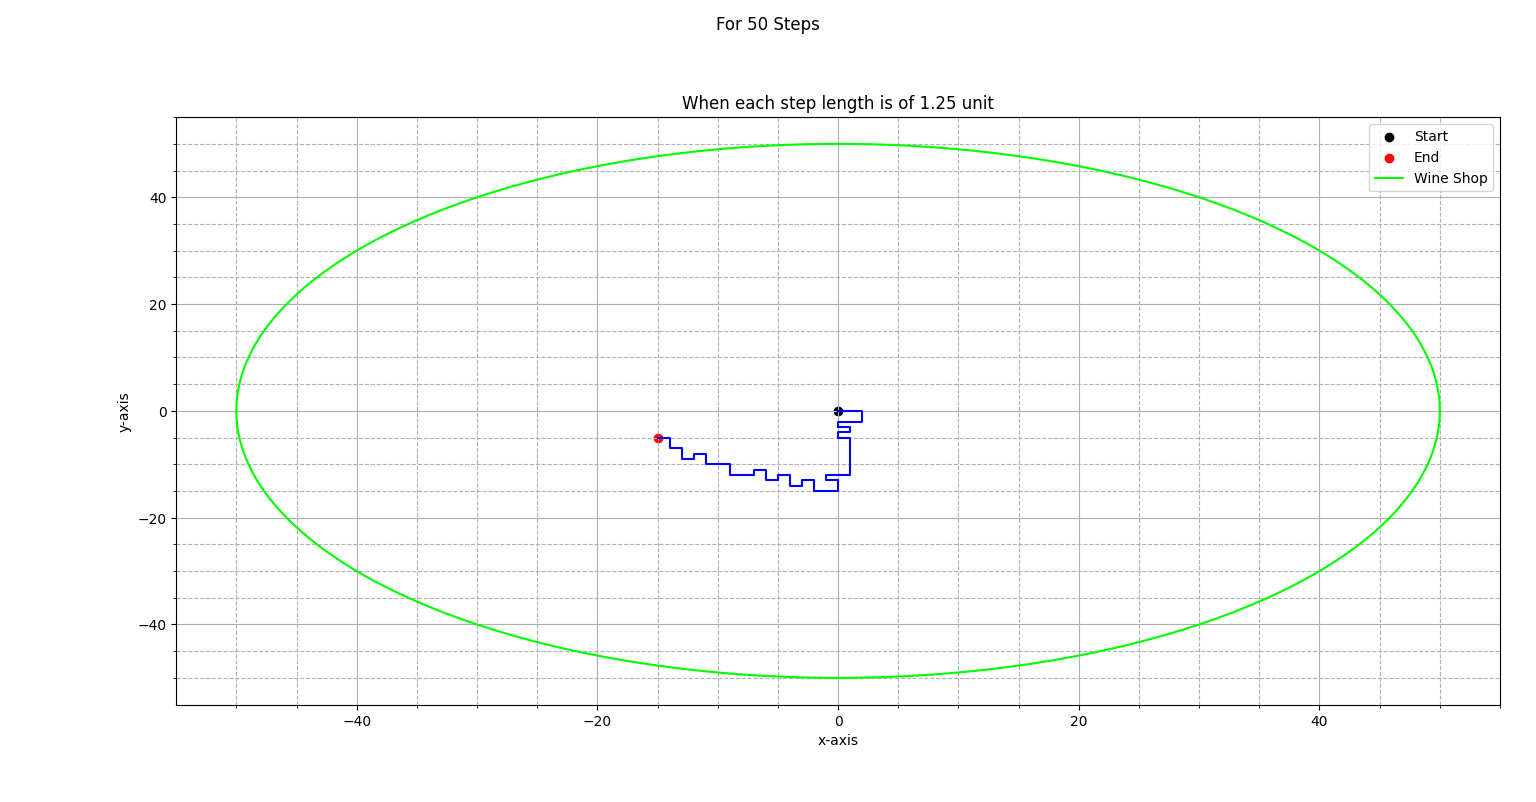 For 50 Steps
When each step length is of 1.25 unit
Start
End
Wine Shop
40
20
0
−20
−40
y-axis
−40
−20
0
20
40
x-axis